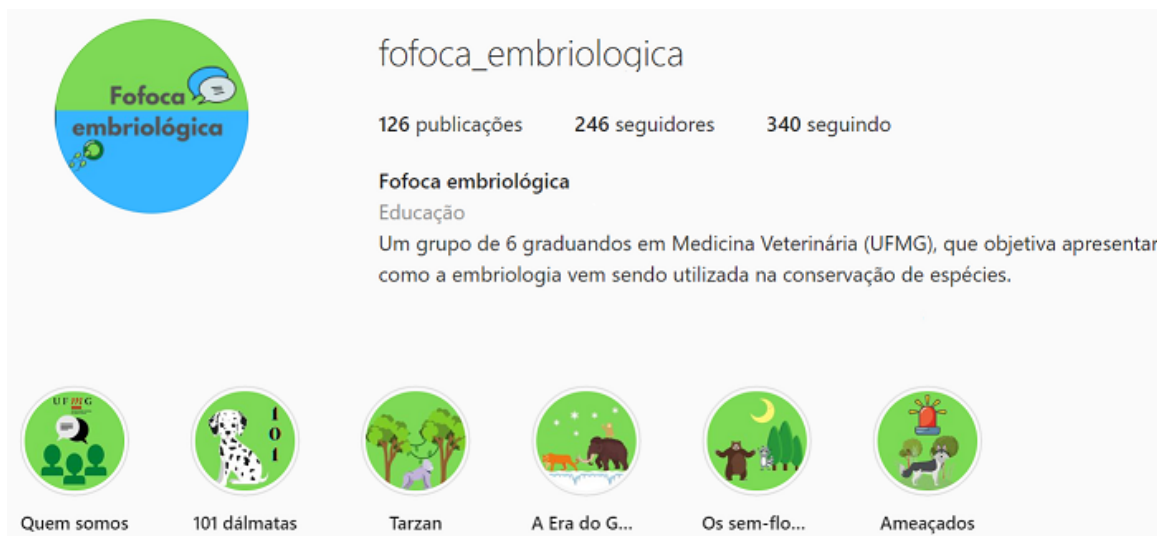 Fofoca
embriológica
fofoca_embriologica
126 publicações 246 seguidores 340 seguindo
Fofoca embriológica
Educação
Um grupo de 6 graduandos em Medicina Veterinária (UFMG), que objetiva apresentar
como a embriologia vem sendo utilizada na conservação de espécies.
UFMG
101
Quem somos 101 dálmatas Tarzan A Era do G... Os sem-flo... Ameaçados